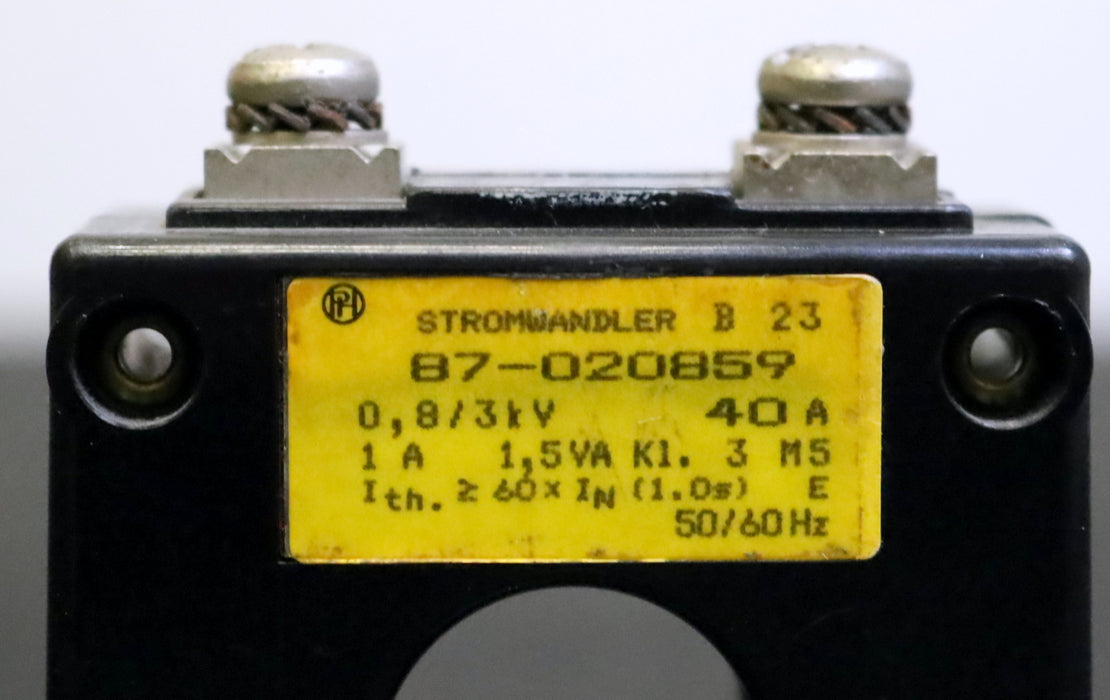 PH
STROMWANDLER B 23
87-020859
0,8/3kV 40 A
1 A 1,5VA Kl. 3 M5
Ith. ≥ 60× IN (1.0s) E
50/60Hz